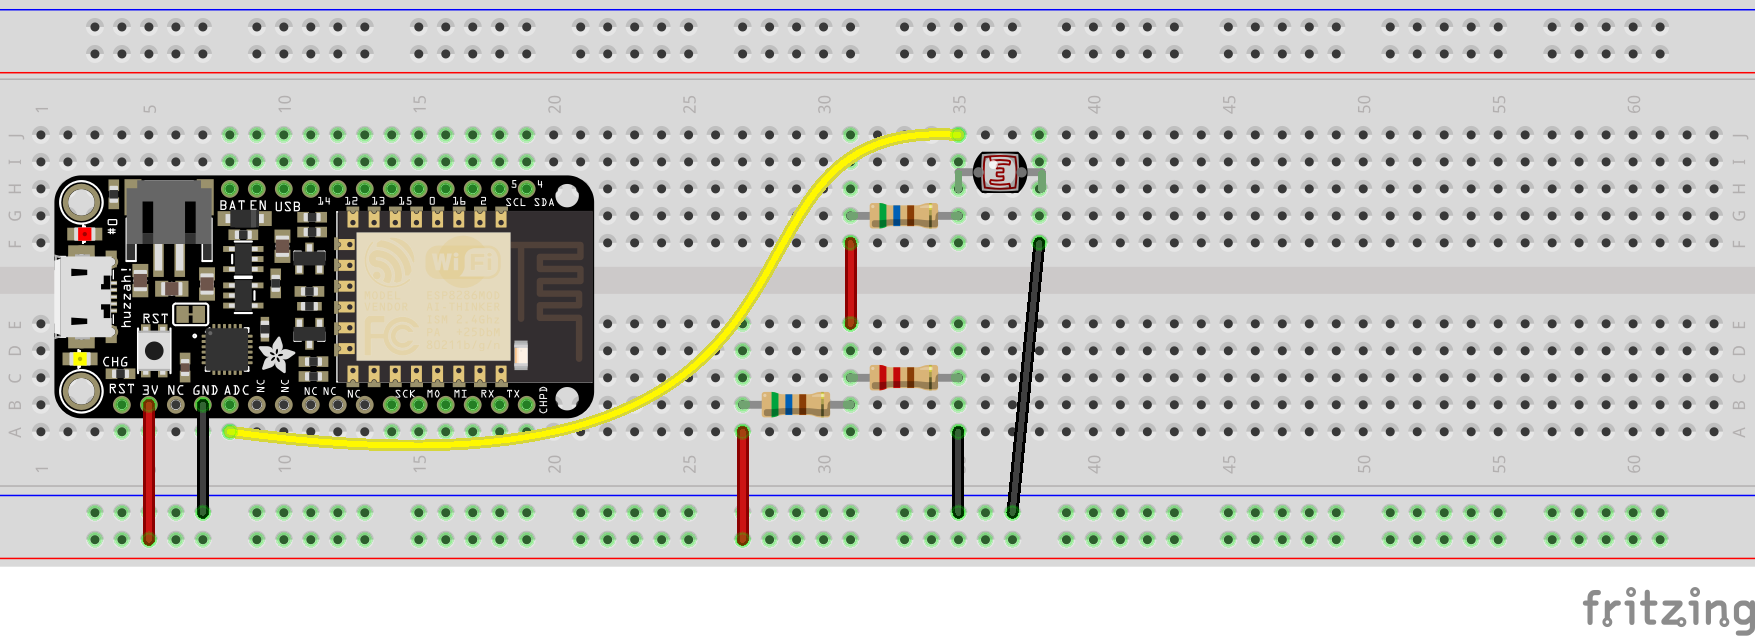 1 5 10 15 20 25 30 35 40 45 50 55 60
J J
I I
H H
G G
F F
E E
D D
C C
B B
A A
5 4
BAT EN USB 14 12 13 15 0 16 2 SCL SDA
#0
WiFi
FC
huzzah!
RST
CHG
RST 3V NC GND ADC NC NC NC NC NC SCK MO MI RX TX CHPD
1 5 10 15 20 25 30 35 40 45 50 55 60
fritzing